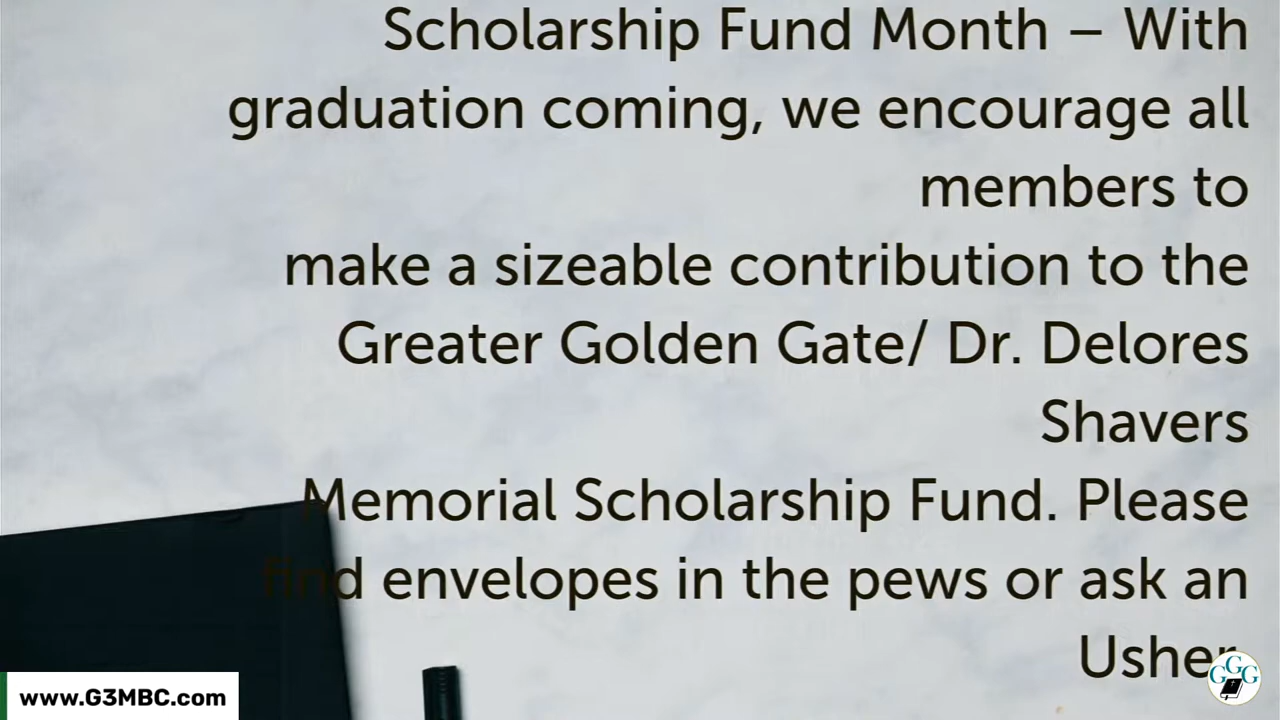 Scholarship Fund Month – With
graduation coming, we encourage all
members to
make a sizeable contribution to the
Greater Golden Gate/ Dr. Delores
Shavers
Memorial Scholarship Fund. Please
find envelopes in the pews or ask an
Usher.
www.G3MBC.com
GGG